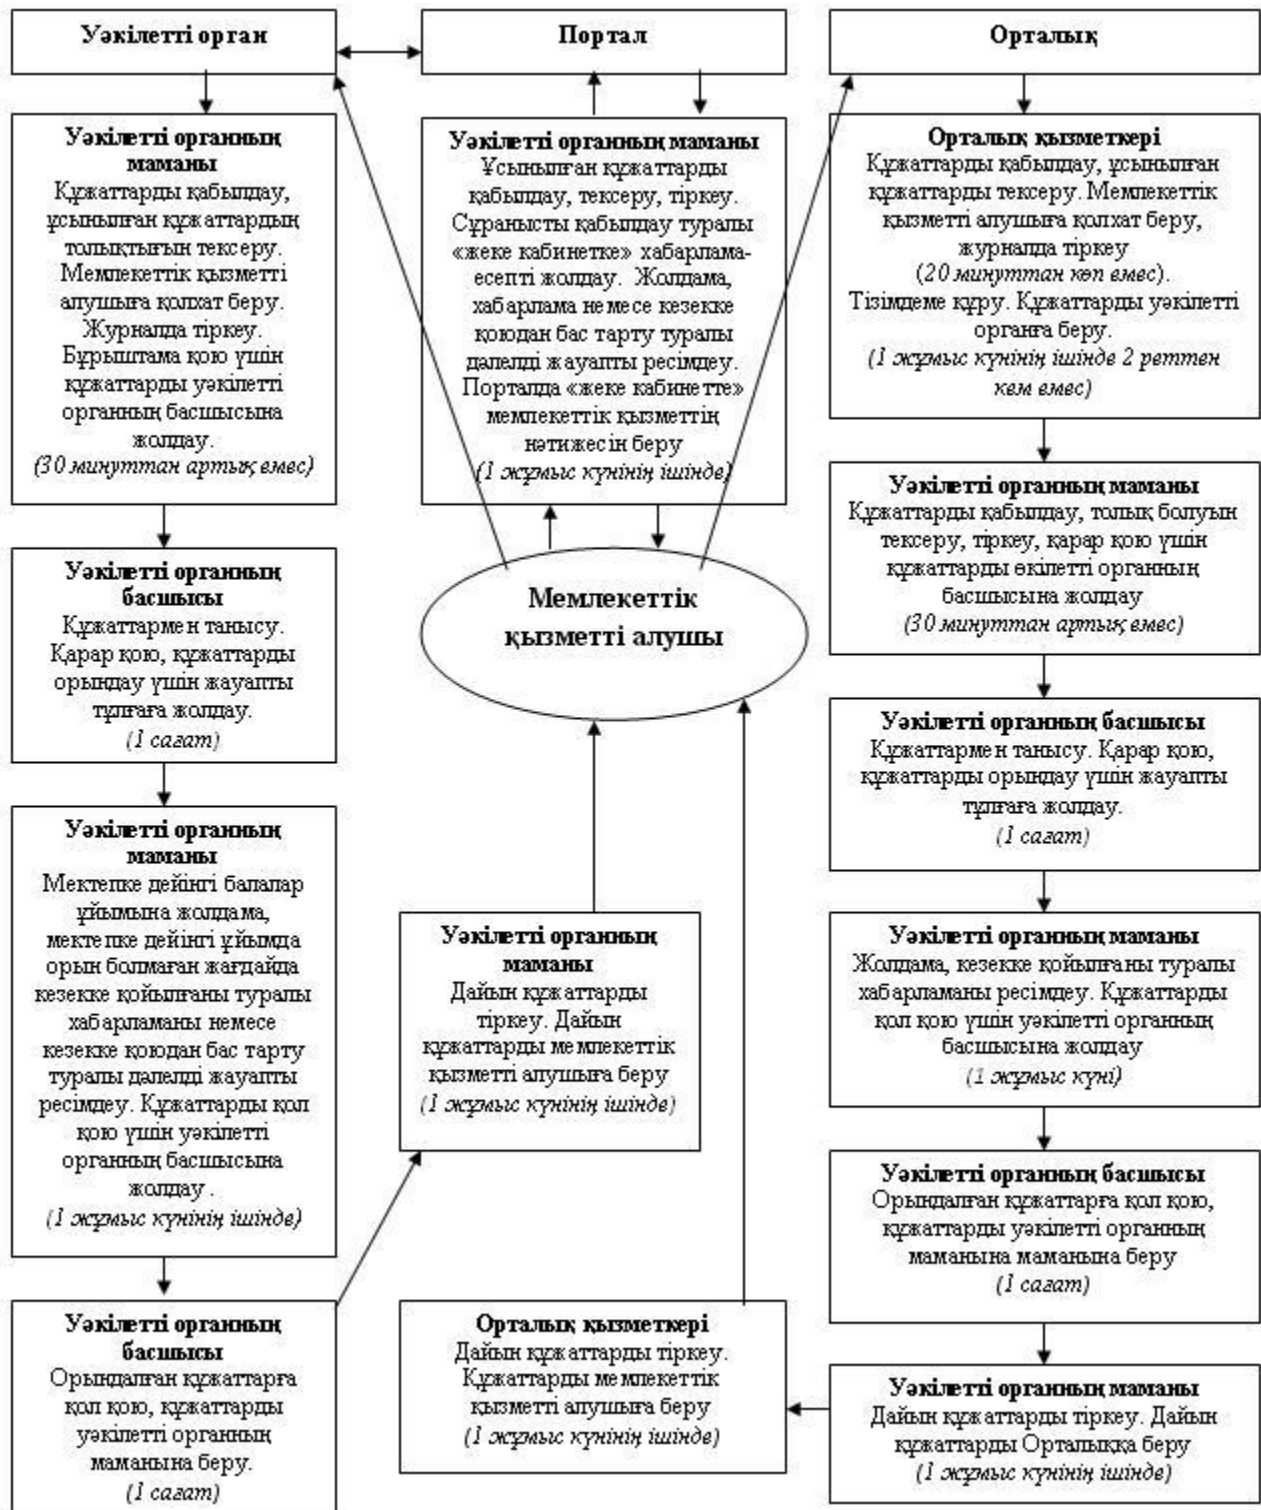 Уәкілетті орган
Портал
Орталық
Уәкілетті органның
маманы
Құжаттарды қабылдау,
ұсынылған құжаттардың
толықтығын тексеру.
Мемлекеттік қызметті
алушыға қолхат беру.
Журналда тіркеу.
Бұрыштама қою үшін
құжаттарды уәкілетті
органның басшысына
жолдау.
(30 минуттан артық емес)
Уәкілетті органның
басшысы
Құжаттармен танысу.
Қарар қою, құжаттарды
орындау үшін жауапты
тұлғаға жолдау.
(1 сағат)
Уәкілетті органның
маманы
Мектепке дейінгі балалар
ұйымына жолдама,
мектепке дейінгі ұйымда
орын болмаған жағдайда
кезекке қойылғаны туралы
хабарламаны немесе
кезекке қоюдан бас тарту
туралы дәлелді жауапты
ресімдеу. Құжаттарды қол
қою үшін уәкілетті
органның басшысына
жолдау .
(1 жұмыс күнінің ішінде)
Уәкілетті органның
басшысы
Орындалған құжаттарға
қол қою, құжаттарды
уәкілетті органның
маманына беру.
(1 сағат)
Уәкілетті органның маманы
Ұсынылған құжаттарды
қабылдау, тексеру, тіркеу.
Сұранысты қабылдау туралы
«жеке кабинетке» хабарлама-
есепті жолдау. Жолдама,
хабарлама немесе кезекке
қоюдан бас тарту туралы
дәлелді жауапты ресімдеу.
Порталда «жеке кабинетте»
мемлекеттік қызметтің
нәтижесін беру
(1 жұмыс күнінің ішінде)
Мемлекеттік
қызметті алушы
Уәкілетті органның
маманы
Дайын құжаттарды
тіркеу. Дайын
құжаттарды мемлекеттік
қызметті алушыға беру
(1 жұмыс күнінің ішінде)
Орталық қызметкері
Дайын құжаттарды тіркеу.
Құжаттарды мемлекеттік
қызметті алушыға беру
(1 жұмыс күнінің ішінде)
Орталық қызметкері
Құжаттарды қабылдау, ұсынылған
құжаттарды тексеру. Мемлекеттік
қызметті алушыға қолхат беру,
журналда тіркеу
(20 минуттан көп емес).
Тізімдеме құру. Құжаттарды уәкілетті
органға беру.
(1 жұмыс күнінің ішінде 2 реттен
кем емес)
Уәкілетті органның маманы
Құжаттарды қабылдау, толық болуын
тексеру, тіркеу, қарар қою үшін
құжаттарды өкілетті органның
басшысына жолдау
(30 минуттан артық емес)
Уәкілетті органның басшысы
Құжаттармен танысу. Қарар қою,
құжаттарды орындау үшін жауапты
тұлғаға жолдау.
(1 сағат)
Уәкілетті органның маманы
Жолдама, кезекке қойылғаны туралы
хабарламаны ресімдеу. Құжаттарды
қол қою үшін уәкілетті органның
басшысына жолдау
(1 жұмыс күні)
Уәкілетті органның басшысы
Орындалған құжаттарға қол қою,
құжаттарды уәкілетті органның
маманына маманына беру
(1 сағат)
Уәкілетті органның маманы
Дайын құжаттарды тіркеу. Дайын
құжаттарды Орталыққа беру
(1 жұмыс күнінің ішінде)